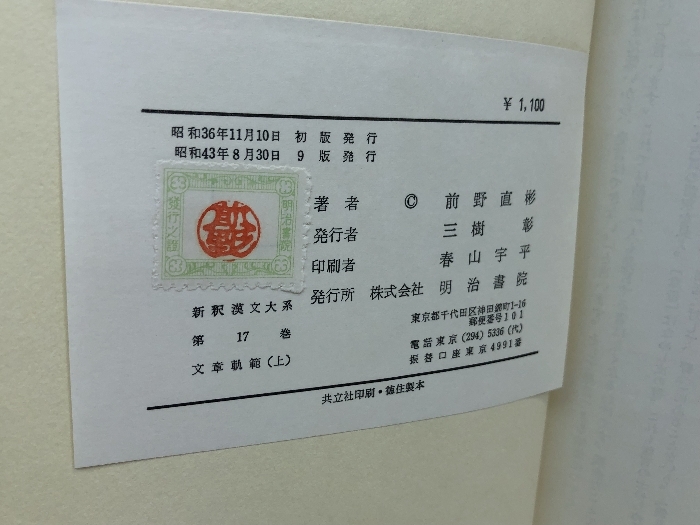 ¥ 1,100
昭和36年11月10日 初版発行
昭和43年8月30日 9版発行
著者 © 前野直彬
発行者 三樹彰
印刷者 春山宇平
発行所 株式会社 明治書院
東京都千代田区神田錦町1-16
郵便番号101
電話東京(294)5336(代)
振替口座東京4991番
明治書院
発行之証
新釈漢文大系
第17巻
文章軌範(上)
共立社印刷・徳住製本